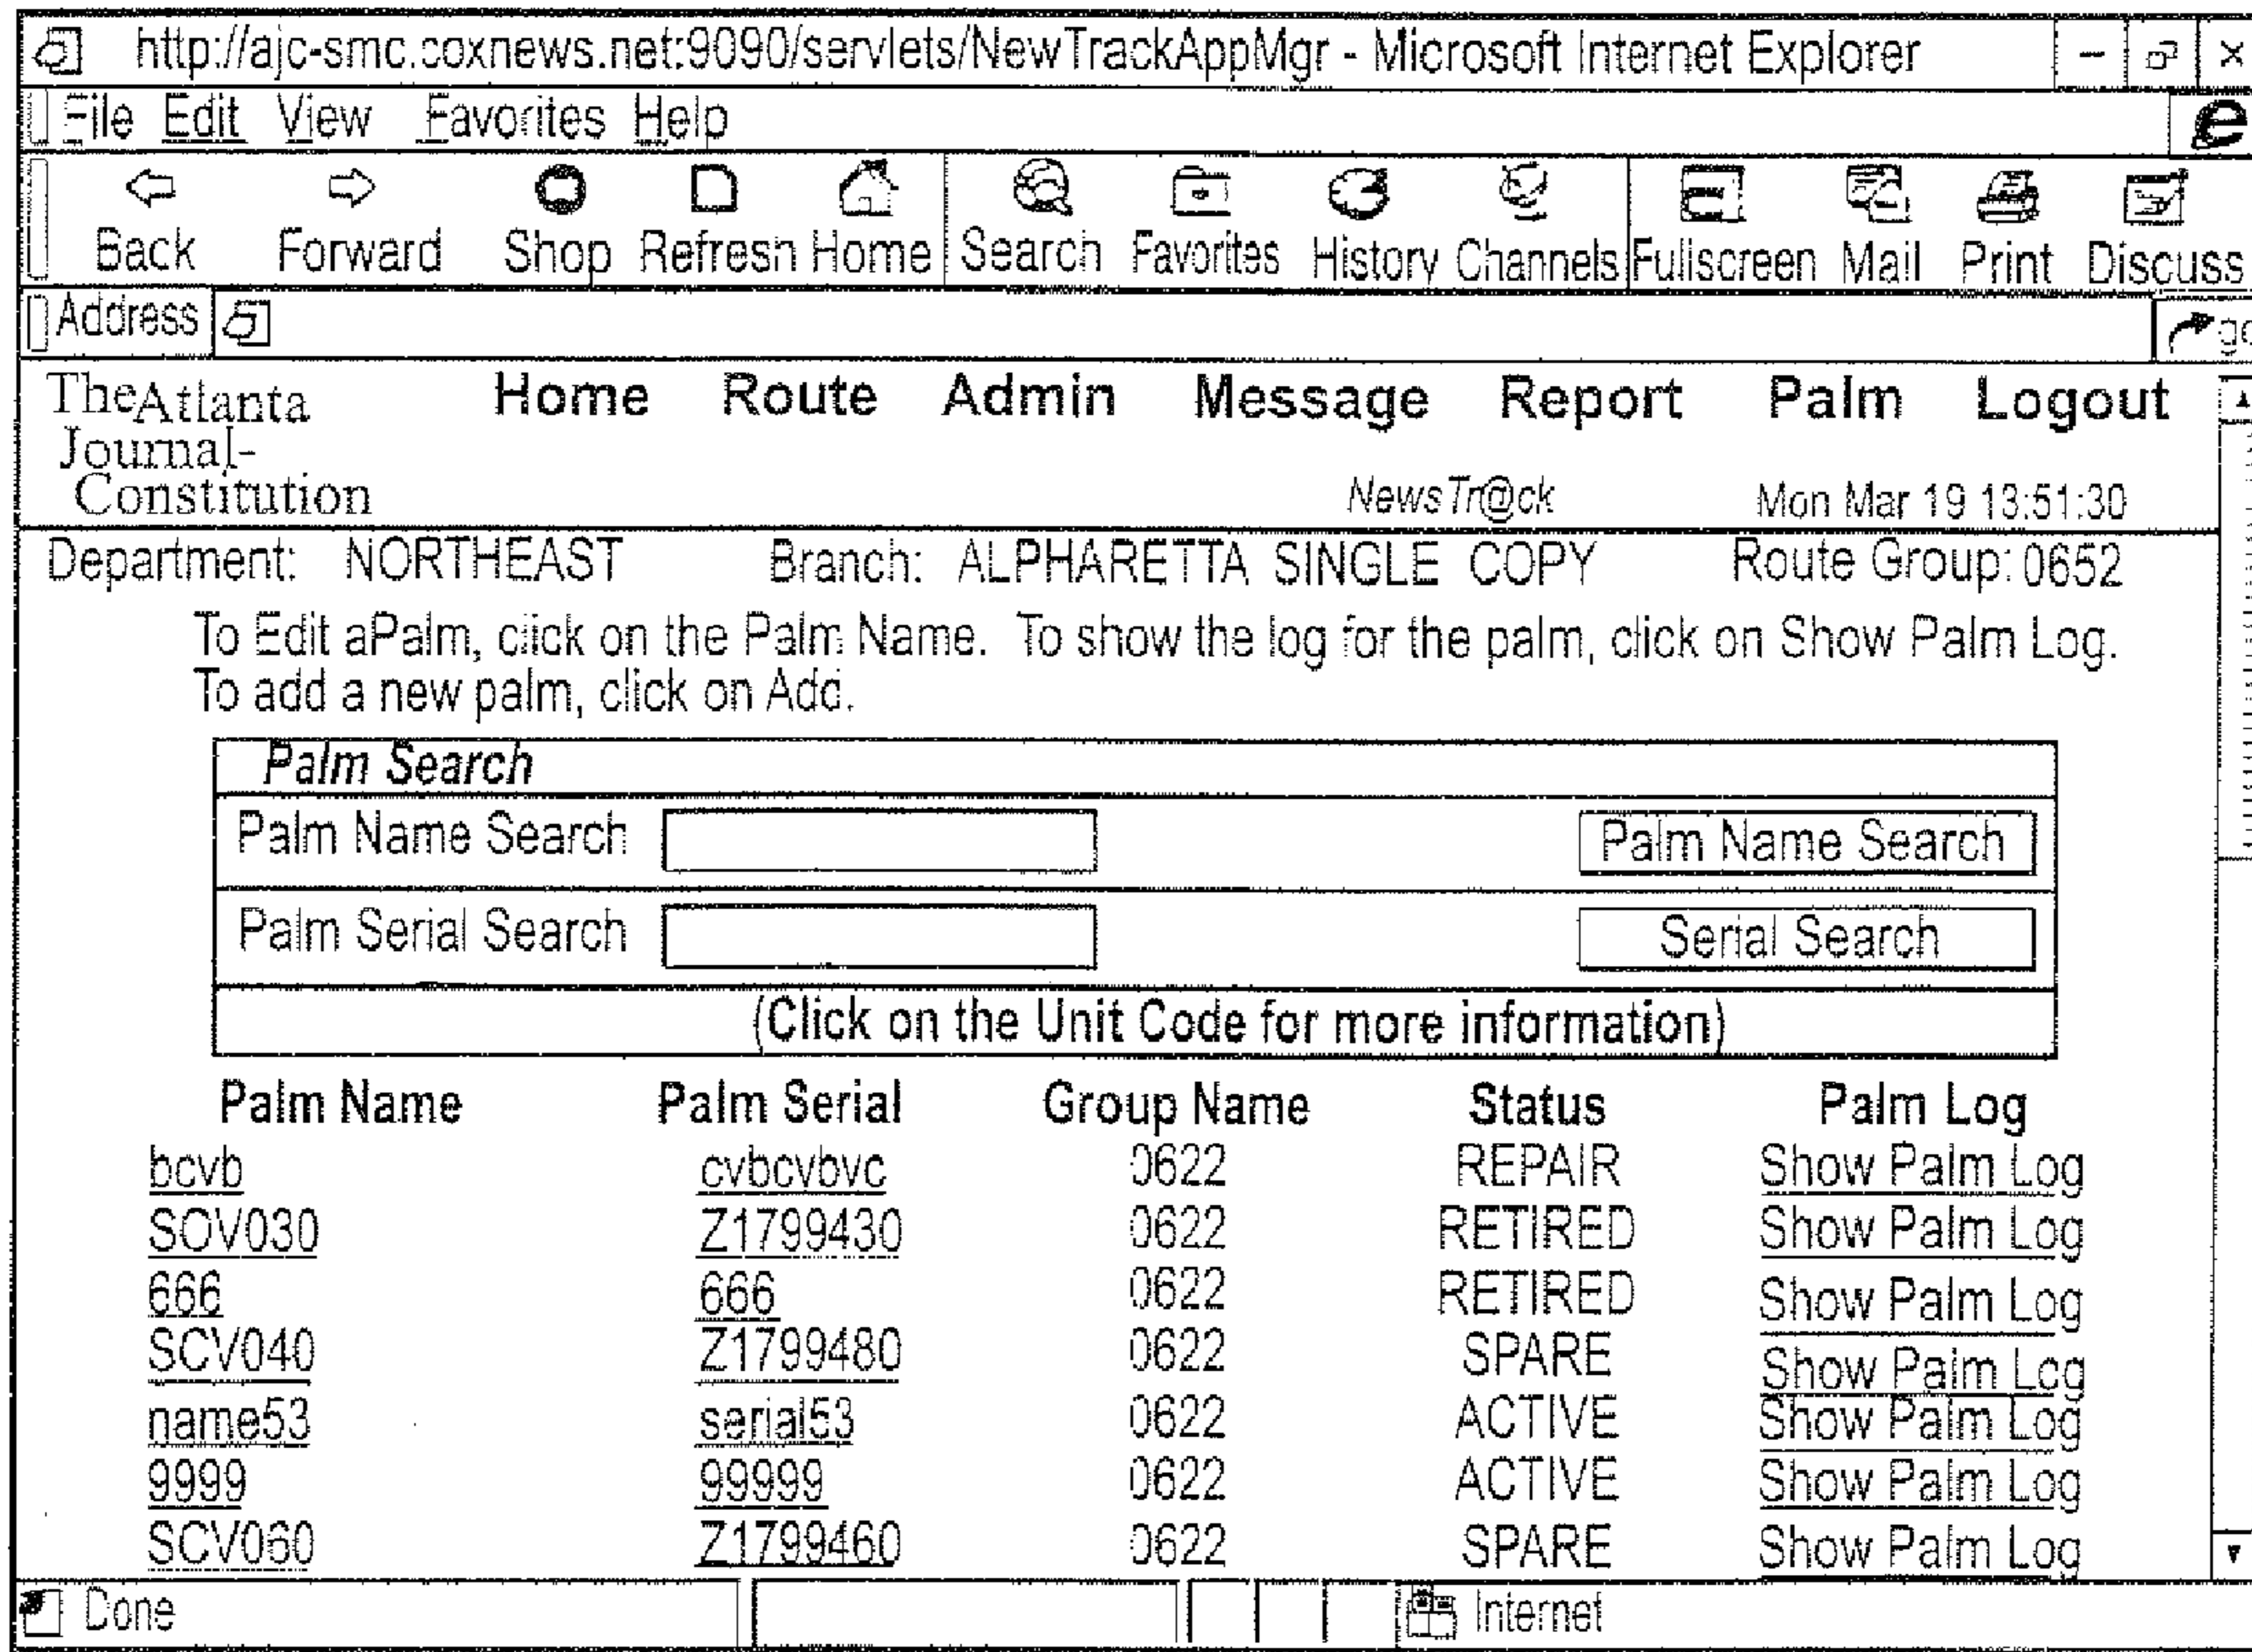 http://ajc-smc.coxnews.net:9090/servlets/NewTrackAppMgr - Microsoft Internet Explorer
File Edit View Favorites Help
Back Forward Shop Refresh Home Search Favorites History Channels Fullscreen Mail Print Discuss
Address go
The Atlanta Journal-Constitution
Home Route Admin Message Report Palm Logout
NewsTr@ck Mon Mar 19 13:51:30
Department: NORTHEAST Branch: ALPHARETTA SINGLE COPY Route Group: 0652
To Edit aPalm, click on the Palm Name. To show the log for the palm, click on Show Palm Log.
To add a new palm, click on Add.
Palm Search
Palm Name Search Palm Name Search
Palm Serial Search Serial Search
(Click on the Unit Code for more information)
Palm Name Palm Serial Group Name Status Palm Log
bcvb cvbcvbvc 0622 REPAIR Show Palm Log
SCV030 Z1799430 0622 RETIRED Show Palm Log
666 666 0622 RETIRED Show Palm Log
SCV040 Z1799480 0622 SPARE Show Palm Log
name53 serial53 0622 ACTIVE Show Palm Log
9999 99999 0622 ACTIVE Show Palm Log
SCV060 Z1799460 0622 SPARE Show Palm Log
Done Internet